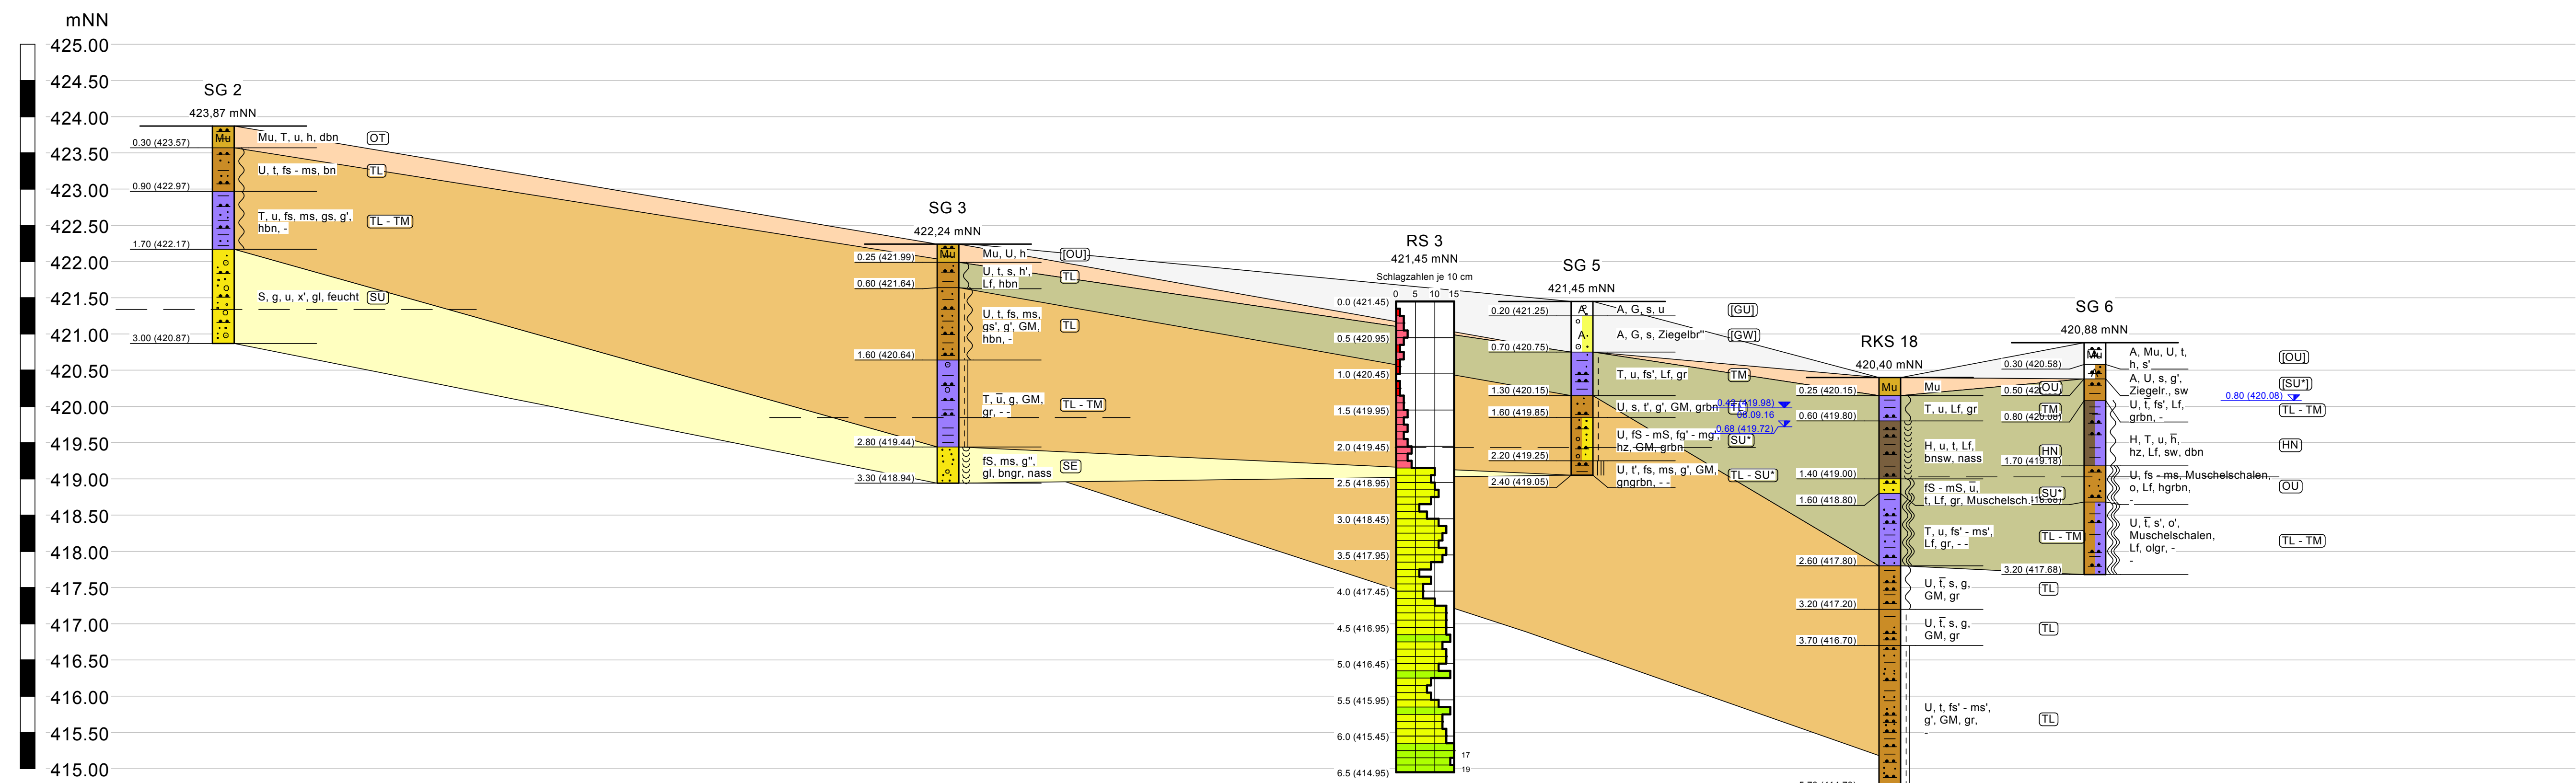 mNN
425.00
424.50
424.00
423.50
423.00
422.50
422.00
421.50
421.00
420.50
420.00
419.50
419.00
418.50
418.00
417.50
417.00
416.50
416.00
415.50
415.00
SG 2
423,87 mNN
Mu
0.30 (423.57)
Mu, T, u, h, dbn
OT
0.90 (422.97)
U, t, fs - ms, bn
TL
1.70 (422.17)
T, u, fs, ms, gs, g',
hbn, -
TL - TM
3.00 (420.87)
S, g, u, x', gl, feucht
SU
SG 3
422,24 mNN
Mu
0.25 (421.99)
Mu, U, h
[OU]
0.60 (421.64)
U, t, s, h',
Lf, hbn
TL
1.60 (420.64)
U, t, fs, ms,
gs', g', GM,
hbn, -
TL
2.80 (419.44)
T, u̅, g, GM,
gr, - -
TL - TM
3.30 (418.94)
fS, ms, g'',
gl, bngr, nass
SE
RS 3
421,45 mNN
Schlagzahlen je 10 cm
0 5 10 15
0.0 (421.45)
0.5 (420.95)
1.0 (420.45)
1.5 (419.95)
2.0 (419.45)
2.5 (418.95)
3.0 (418.45)
3.5 (417.95)
4.0 (417.45)
4.5 (416.95)
5.0 (416.45)
5.5 (415.95)
6.0 (415.45)
6.5 (414.95)
17
19
SG 5
421,45 mNN
A
A
0.20 (421.25)
A, G, s, u
[GU]
0.70 (420.75)
A, G, s, Ziegelbr''
[GW]
1.30 (420.15)
T, u, fs', Lf, gr
TM
1.60 (419.85)
U, s, t', g', GM, grbn
TL
2.20 (419.25)
U, fS - mS, fg' - mg',
hz, GM, grbn
SU*
2.40 (419.05)
U, t', fs, ms, g', GM,
gngrbn, - -
TL - SU*
0.42 (419.98)
08.09.16
0.68 (419.72)
RKS 18
420,40 mNN
Mu
0.25 (420.15)
Mu
OU
0.60 (419.80)
T, u, Lf, gr
TM
1.40 (419.00)
H, u, t, Lf,
bnsw, nass
HN
1.60 (418.80)
fS - mS, u̅,
t, Lf, gr, Muschelsch.
SU*
2.60 (417.80)
T, u, fs' - ms',
Lf, gr, - -
TL - TM
3.20 (417.20)
U, t̅, s, g,
GM, gr
TL
3.70 (416.70)
U, t̅, s, g,
GM, gr
TL
U, t, fs' - ms',
g', GM, gr,
-
TL
SG 6
420,88 mNN
Mu
A
0.30 (420.58)
A, Mu, U, t,
h, s'
[OU]
A, U, s, g',
Ziegelr., sw
[SU*]
0.80 (420.08)
U, t̅, fs', Lf,
grbn, -
TL - TM
0.80 (420.08)
1.70 (419.18)
H, T, u, h̅,
hz, Lf, sw, dbn
HN
U, fs - ms, Muschelschalen,
o, Lf, hgrbn,
-
OU
3.20 (417.68)
U, t̅, s', o',
Muschelschalen,
Lf, olgr, -
-
TL - TM